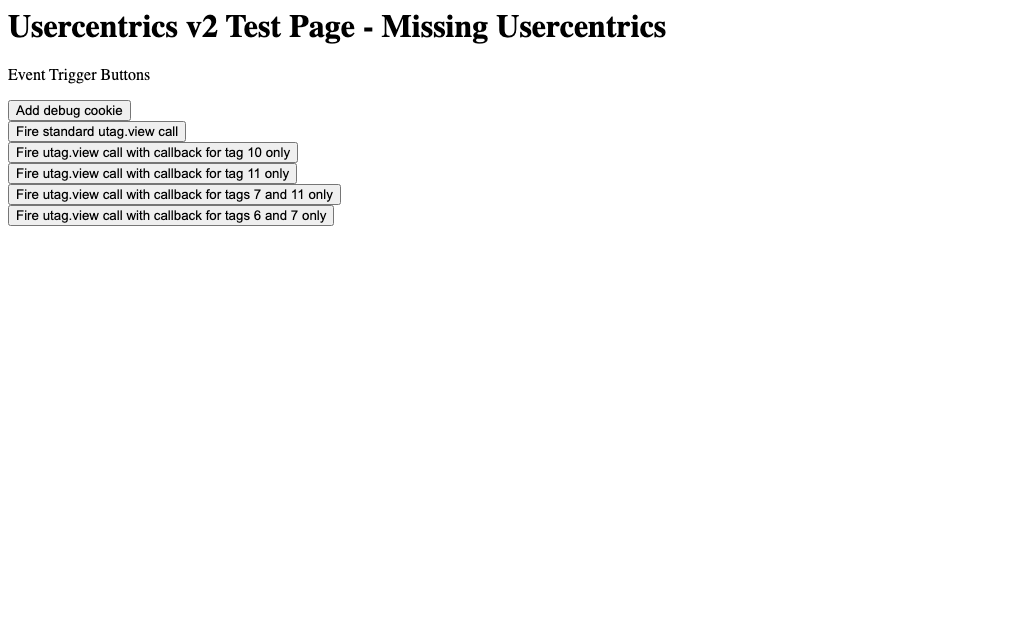 Usercentrics v2 Test Page - Missing Usercentrics
Event Trigger Buttons
Add debug cookie
Fire standard utag.view call
Fire utag.view call with callback for tag 10 only
Fire utag.view call with callback for tag 11 only
Fire utag.view call with callback for tags 7 and 11 only
Fire utag.view call with callback for tags 6 and 7 only